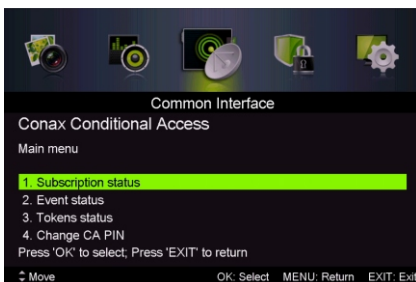 Common Interface
Conax Conditional Access
Main menu
1. Subscription status
2. Event status
3. Tokens status
4. Change CA PIN
Press 'OK' to select; Press 'EXIT' to return
Move OK: Select MENU: Return EXIT: Exit